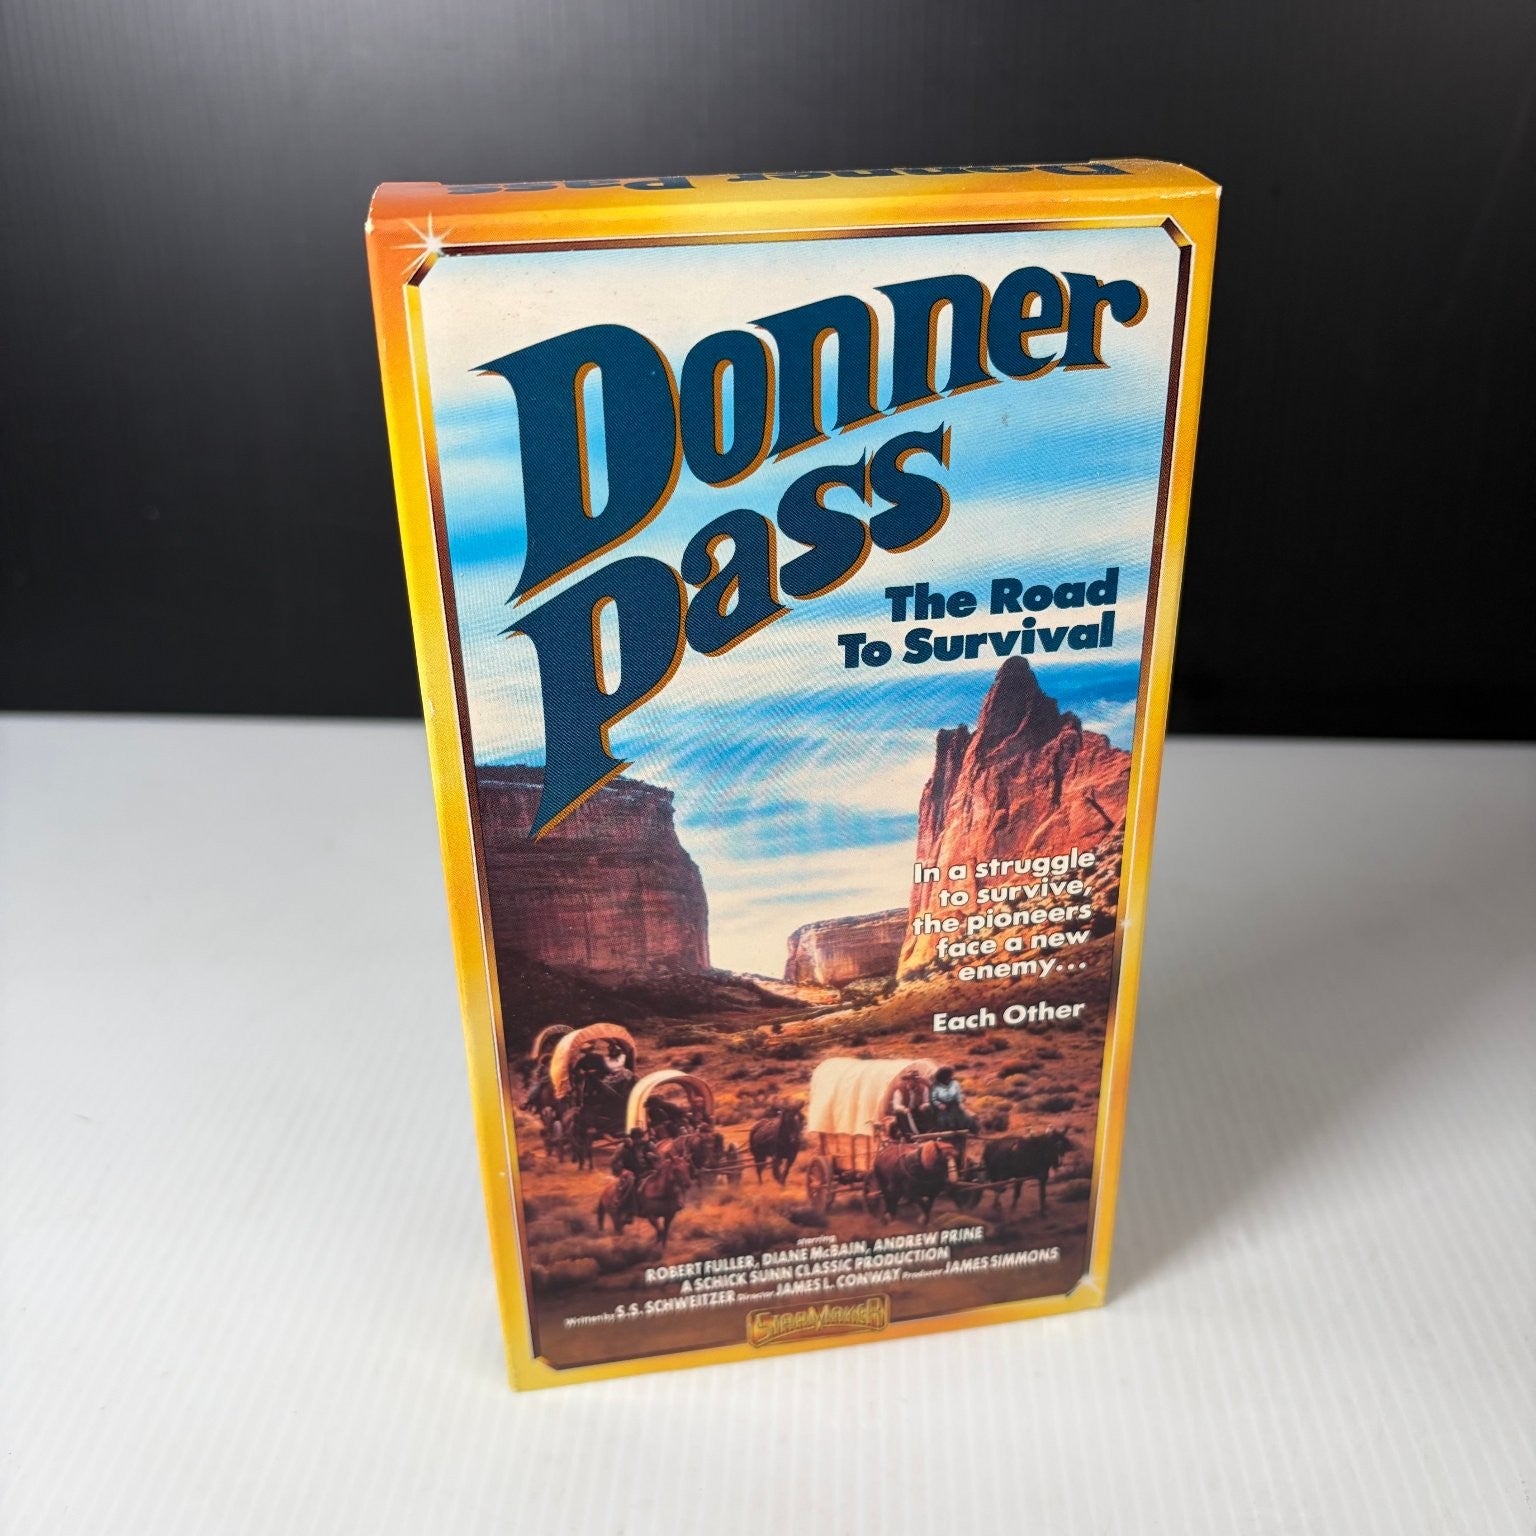 Donner Pass
Donner
Pass
The Road
To Survival
In a struggle
to survive,
the pioneers
face a new
enemy...
Each Other
starring
ROBERT FULLER, DIANE McBAIN, ANDREW PRINE
A SCHICK SUNN CLASSIC PRODUCTION
Written by S.S. SCHWEITZER Director JAMES L. CONWAY Producer JAMES SIMMONS
STARMAKER